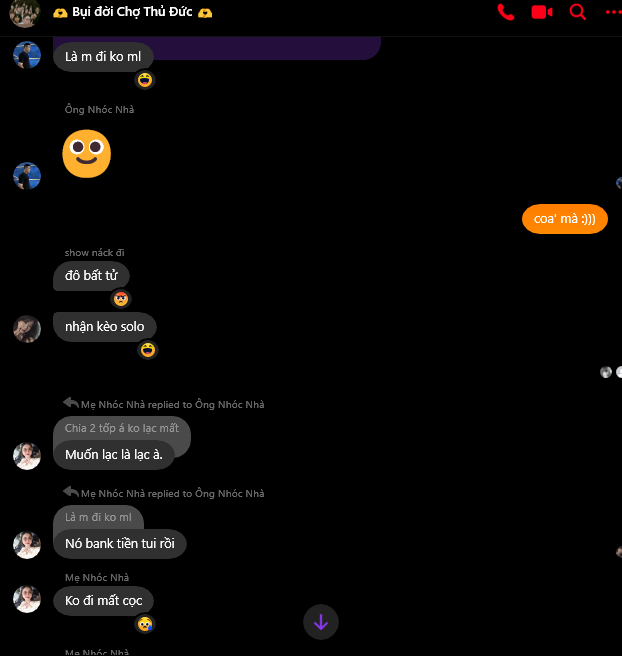 Bụi đời Chợ Thủ Đức
Là m đi ko ml
Ông Nhóc Nhà
coa' mà :)))
show náck đi
đô bất tử
nhận kèo solo
Mẹ Nhóc Nhà replied to Ông Nhóc Nhà
Chia 2 tốp á ko lạc mất
Muốn lạc là lạc à.
Mẹ Nhóc Nhà replied to Ông Nhóc Nhà
Là m đi ko ml
Nó bank tiền tui rồi
Mẹ Nhóc Nhà
Ko đi mất cọc
Mẹ Nhóc Nhà